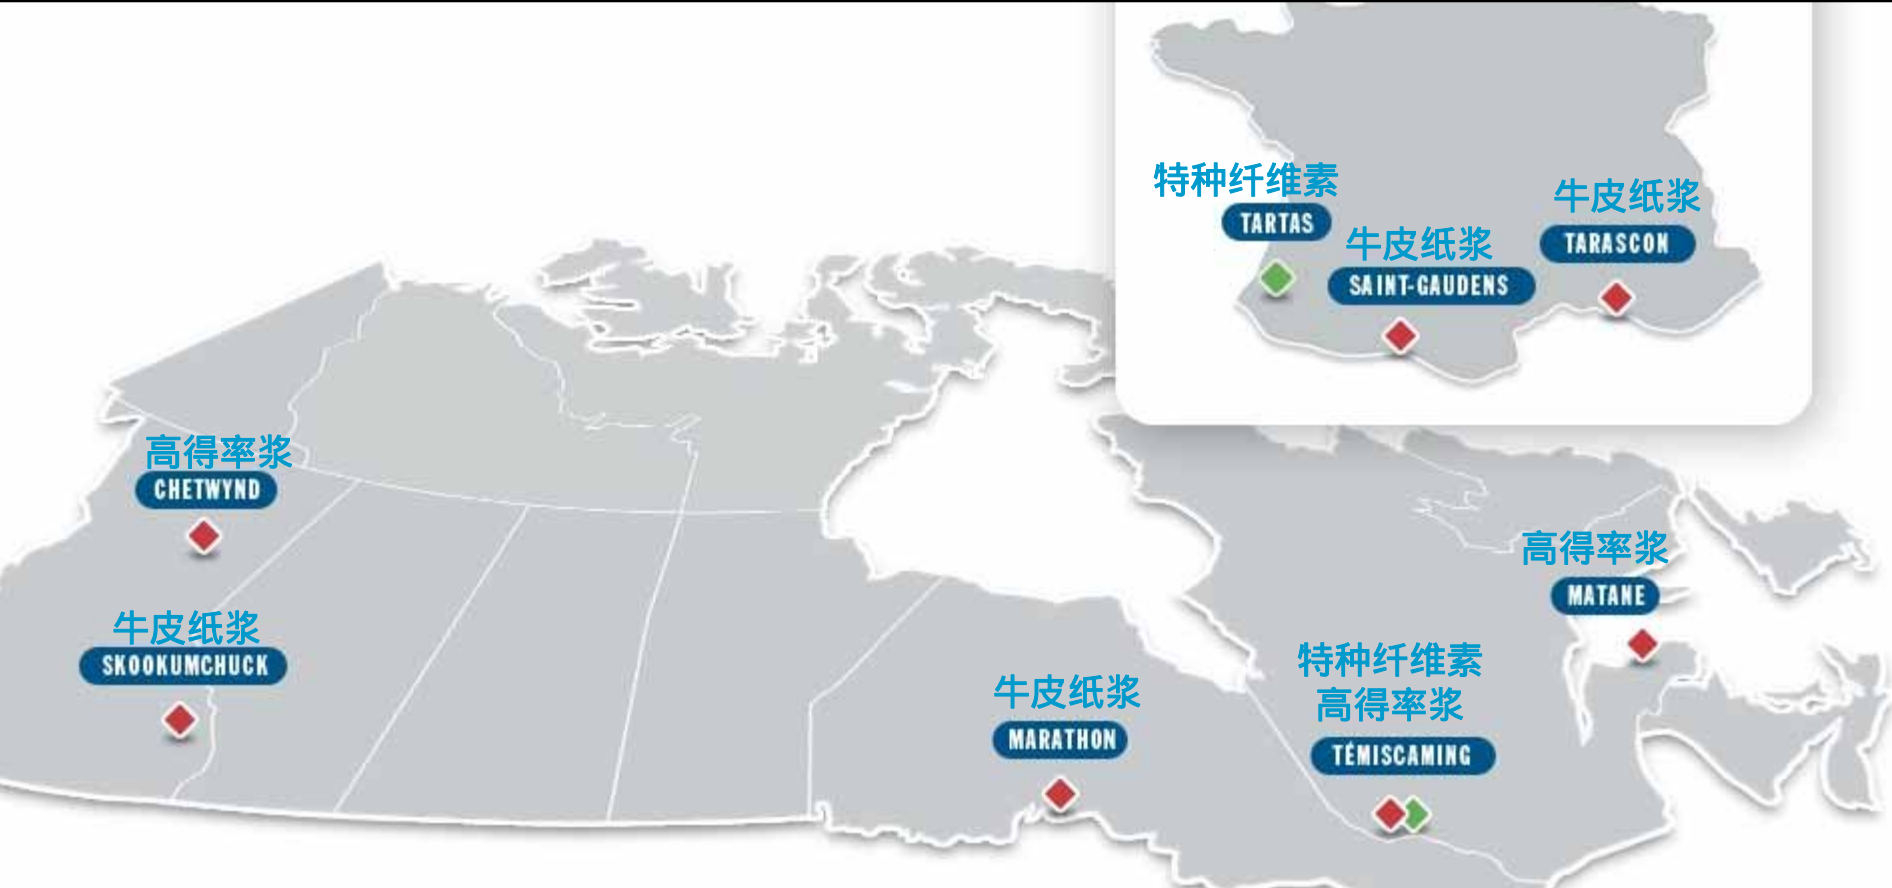 特种纤维素
TARTAS
牛皮纸浆
SAINT-GAUDENS
牛皮纸浆
TARASCON
高得率浆
CHETWYND
牛皮纸浆
SKOOKUMCHUCK
牛皮纸浆
MARATHON
特种纤维素
高得率浆
TÉMISCAMING
高得率浆
MATANE